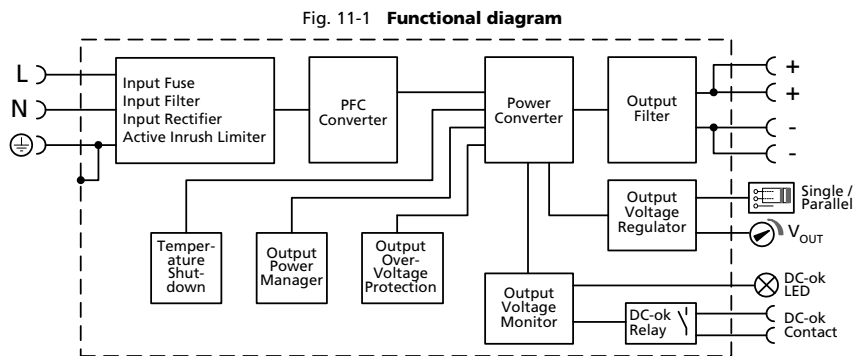 Fig. 11-1 Functional diagram
L
N
Input Fuse
Input Filter
Input Rectifier
Active Inrush Limiter
PFC
Converter
Power
Converter
Output
Filter
+
+
-
-
Output
Voltage
Regulator
Single /
Parallel
VOUT
Temper-
ature
Shut-
down
Output
Power
Manager
Output
Over-
Voltage
Protection
Output
Voltage
Monitor
DC-ok
LED
DC-ok
Relay
DC-ok
Contact